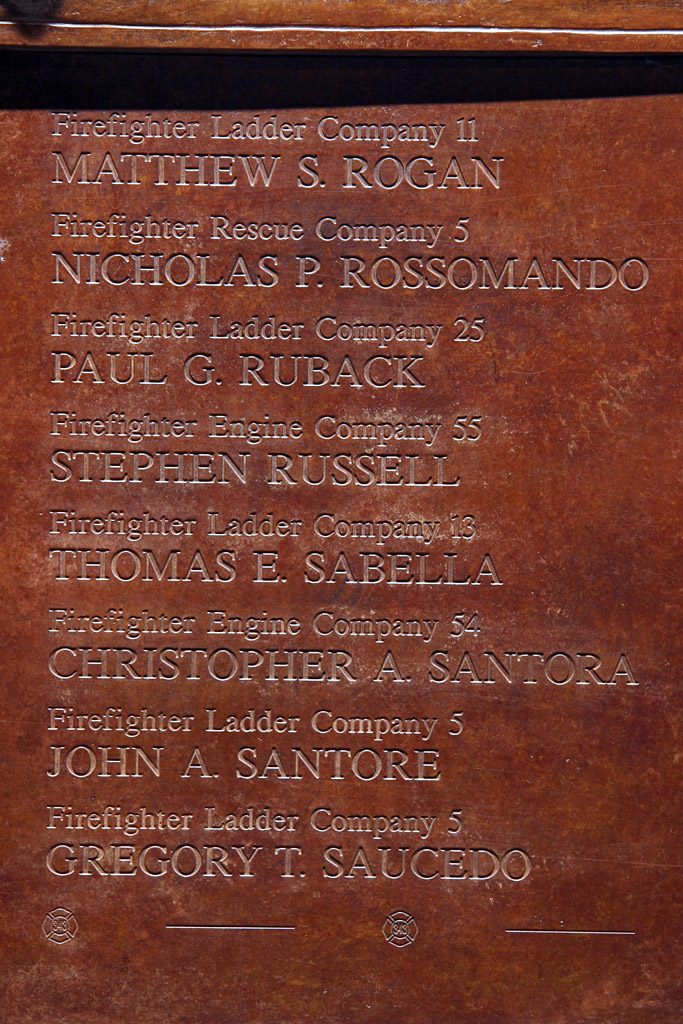 Firefighter Ladder Company 11
MATTHEW S. ROGAN
Firefighter Rescue Company 5
NICHOLAS P. ROSSOMANDO
Firefighter Ladder Company 25
PAUL G. RUBACK
Firefighter Engine Company 55
STEPHEN RUSSELL
Firefighter Ladder Company 13
THOMAS E. SABELLA
Firefighter Engine Company 54
CHRISTOPHER A. SANTORA
Firefighter Ladder Company 5
JOHN A. SANTORE
Firefighter Ladder Company 5
GREGORY T. SAUCEDO
343 343